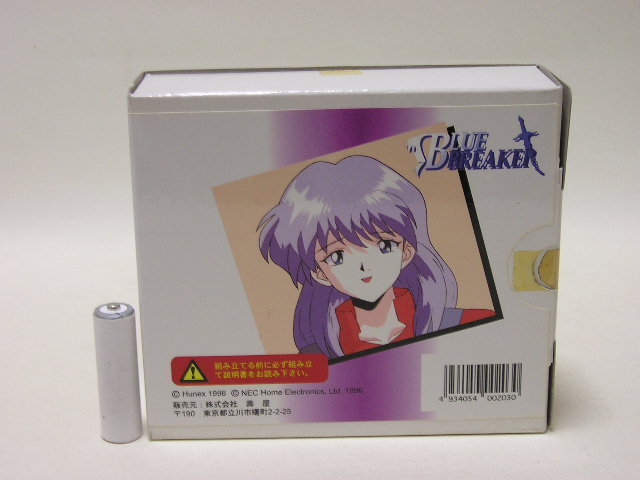 BLUE
BREAKER
組み立てる前に必ず組み立
て説明書をお読み下さい。
© Hunex 1996 © NEC Home Electronics, Ltd. 1996
販売元：株式会社 壽 屋
〒190 東京都立川市曙町2-2-25
4 934054 002030